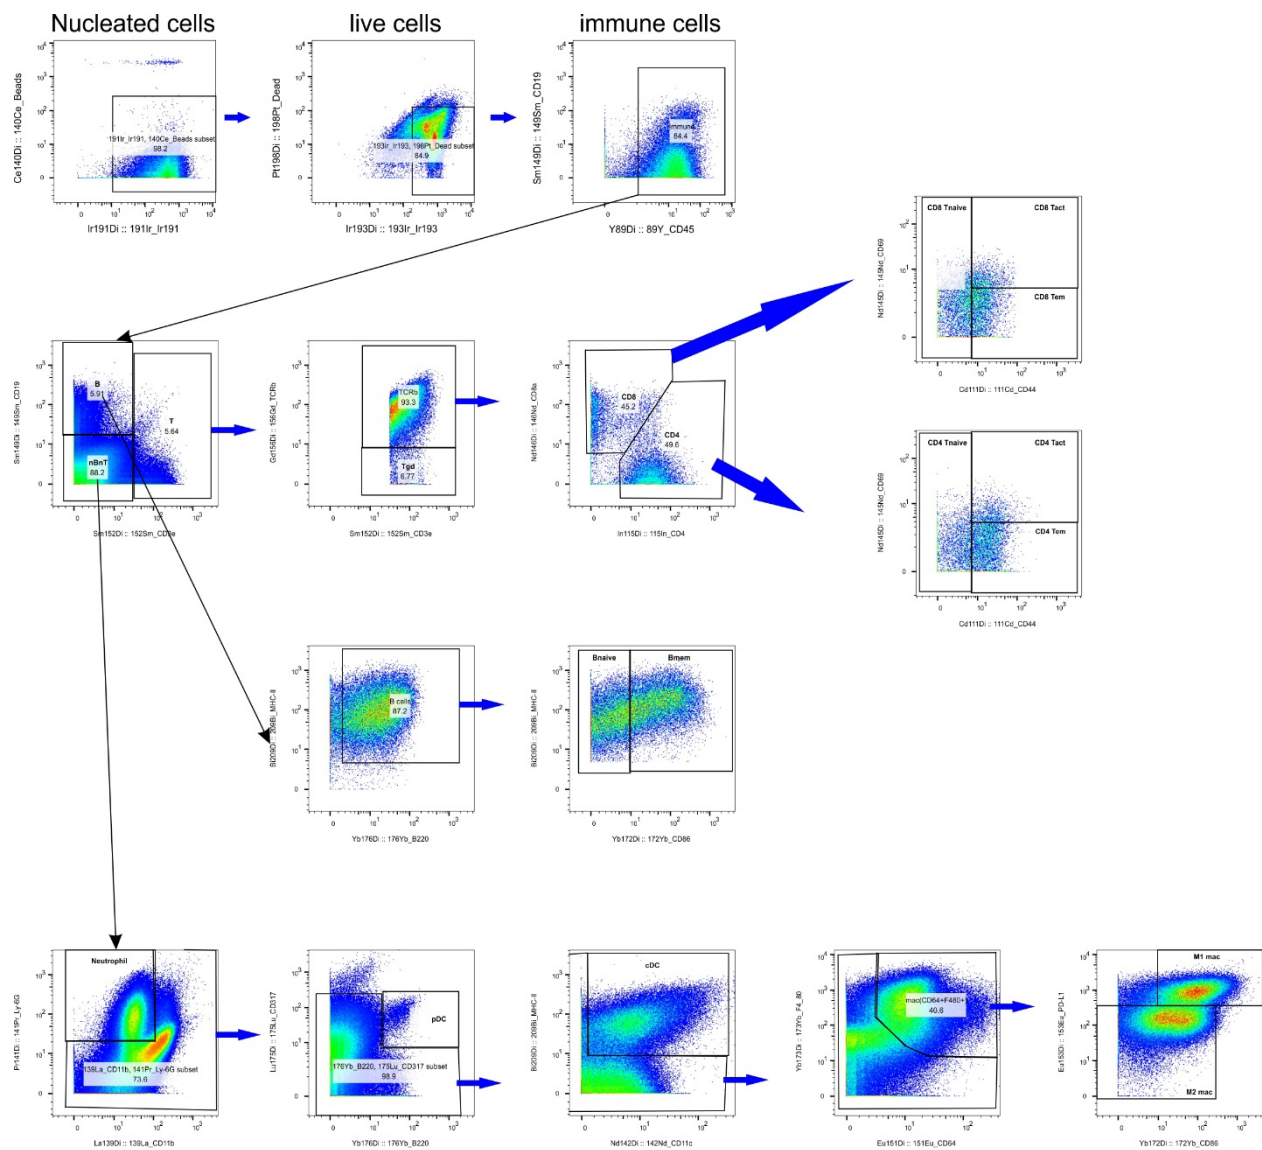 Nucleated cells
live cells
immune cells
Ce140Di :: 140Ce_Beads
191Ir_Ir191, 140Ce_Beads subset
98.2
Ir191Di :: 191Ir_Ir191
Pt198Di :: 198Pt_Dead
193Ir_Ir193, 198Pt_Dead subset
84.9
Ir193Di :: 193Ir_Ir193
Sm149Di :: 149Sm_CD19
Immune
84.4
Y89Di :: 89Y_CD45
Nd145Di :: 145Nd_CD69
CD8 Tnaive
CD8 Tact
CD8 Tem
Cd111Di :: 111Cd_CD44
Sm149Di :: 149Sm_CD19
B
5.91
T
5.64
nBnT
88.2
Sm152Di :: 152Sm_CD3e
Gd156Di :: 156Gd_TCRb
TCRb
93.3
Tgd
6.77
Sm152Di :: 152Sm_CD3e
Nd146Di :: 146Nd_CD8a
CD8
45.2
CD4
49.6
In115Di :: 115In_CD4
Nd145Di :: 145Nd_CD69
CD4 Tnaive
CD4 Tact
CD4 Tem
Cd111Di :: 111Cd_CD44
Bi209Di :: 209Bi_MHC-II
B cells
87.2
Yb176Di :: 176Yb_B220
Bi209Di :: 209Bi_MHC-II
Bnaive
Bmem
Yb172Di :: 172Yb_CD86
Pr141Di :: 141Pr_Ly-6G
Neutrophil
139La_CD11b, 141Pr_Ly-6G subset
73.6
La139Di :: 139La_CD11b
Lu175Di :: 175Lu_CD317
pDC
176Yb_B220, 175Lu_CD317 subset
98.9
Yb176Di :: 176Yb_B220
Bi209Di :: 209Bi_MHC-II
cDC
Nd142Di :: 142Nd_CD11c
Yb173Di :: 173Yb_F4_80
mac(CD64+F480+)
40.6
Eu151Di :: 151Eu_CD64
Eu153Di :: 153Eu_PD-L1
M1 mac
M2 mac
Yb172Di :: 172Yb_CD86